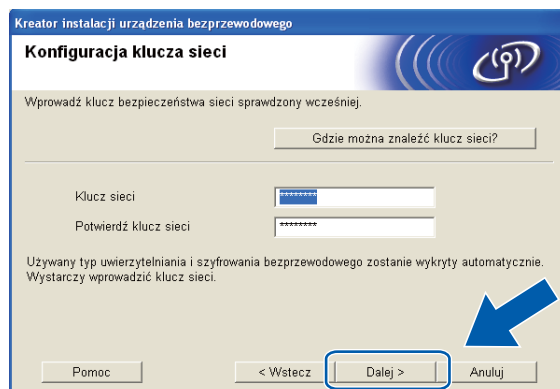 Kreator instalacji urządzenia bezprzewodowego
Konfiguracja klucza sieci
Wprowadź klucz bezpieczeństwa sieci sprawdzony wcześniej.
Gdzie można znaleźć klucz sieci?
Klucz sieci ********
Potwierdź klucz sieci ********
Używany typ uwierzytelniania i szyfrowania bezprzewodowego zostanie wykryty automatycznie.
Wystarczy wprowadzić klucz sieci.
Pomoc < Wstecz Dalej > Anuluj